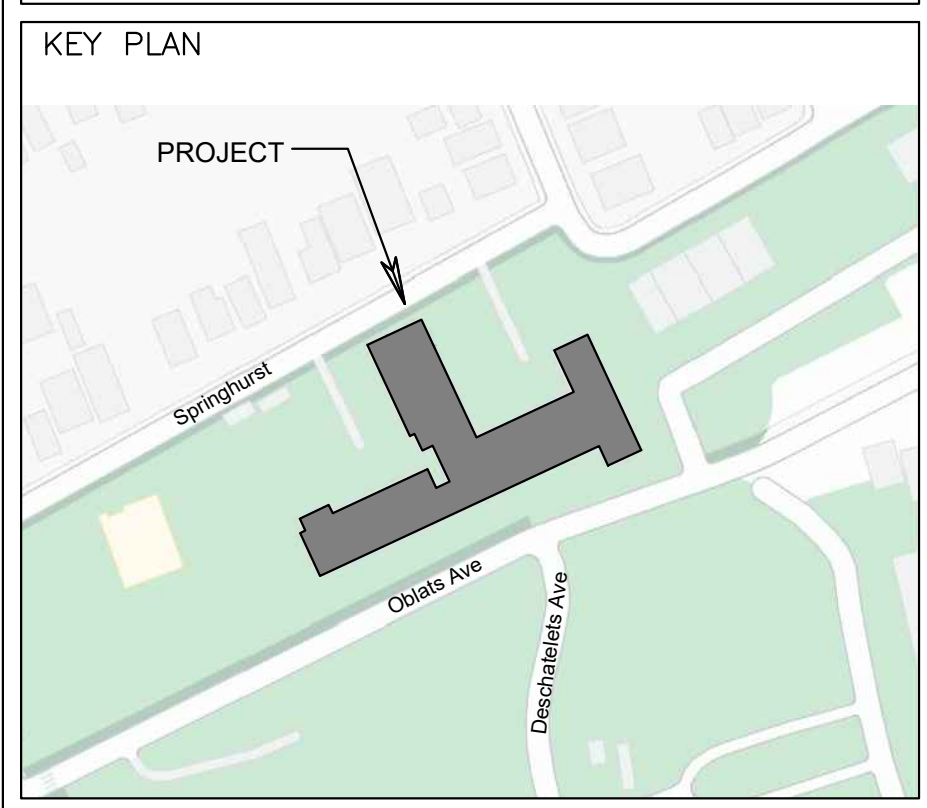 KEY PLAN
PROJECT
Springhurst
Oblats Ave
Deschatelets Ave